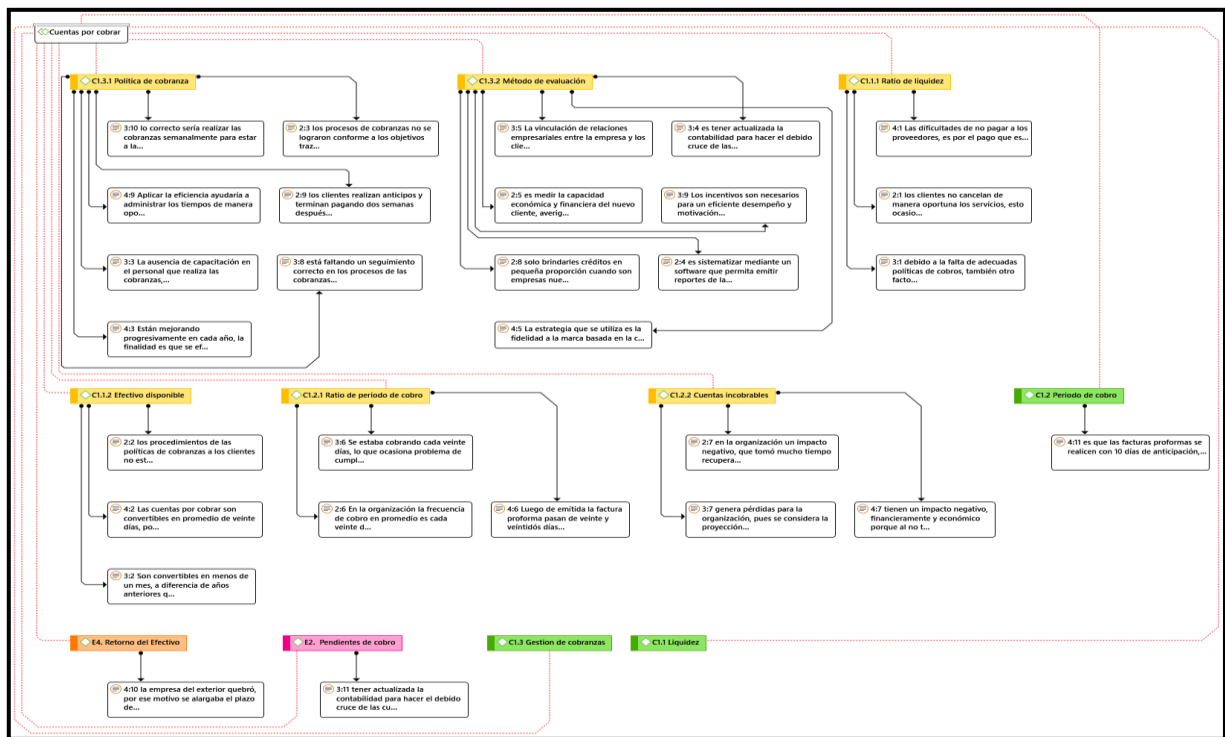 Cuentas por cobrar
C1.3.1 Política de cobranza
C1.3.2 Método de evaluación
C1.1.1 Ratio de liquidez
3:10 lo correcto sería realizar las
cobranzas semanalmente para estar
a la...
2:3 los procesos de cobranzas no se
lograron conforme a los objetivos
traz...
3:5 La vinculación de relaciones
empresariales entre la empresa y los
clie...
3:4 es tener actualizada la
contabilidad para hacer el debido
cruce de las...
4:1 Las dificultades de no pagar a los
proveedores, es por el pago que es...
4:9 Aplicar la eficiencia ayudaría a
administrar los tiempos de manera
opo...
2:9 los clientes realizan anticipos y
terminan pagando dos semanas
después...
2:5 es medir la capacidad
económica y financiera del nuevo
cliente, averig...
3:9 Los incentivos son necesarios
para un eficiente desempeño y
motivación...
2:1 los clientes no cancelan de
manera oportuna los servicios, esto
ocasio...
3:3 La ausencia de capacitación en
el personal que realiza las
cobranzas,...
3:8 está faltando un seguimiento
correcto en los procesos de las
cobranzas...
2:8 solo brindarles créditos en
pequeña proporción cuando son
empresas nue...
2:4 es sistematizar mediante un
software que permita emitir
reportes de la...
3:1 debido a la falta de adecuadas
políticas de cobros, también otro
facto...
4:3 Están mejorando
progresivamente en cada año, la
finalidad es que se ef...
4:5 La estrategia que se utiliza es la
fidelidad a la marca basada en la c...
C1.1.2 Efectivo disponible
C1.2.1 Ratio de periodo de cobro
C1.2.2 Cuentas incobrables
C1.2 Periodo de cobro
2:2 los procedimientos de las
políticas de cobranzas a los clientes
no est...
3:6 Se estaba cobrando cada veinte
días, lo que ocasiona problema de
cumpl...
2:7 en la organización un impacto
negativo, que tomó mucho tiempo
recupera...
4:11 es que las facturas proformas se
realicen con 10 días de anticipación,...
4:2 Las cuentas por cobrar son
convertibles en promedio de veinte
días, po...
2:6 En la organización la frecuencia
de cobro en promedio es cada
veinte d...
4:6 Luego de emitida la factura
proforma pasan de veinte y
veintidós días...
3:7 genera pérdidas para la
organización, pues se considera la
proyección...
4:7 tienen un impacto negativo,
financieramente y económico
porque al no t...
3:2 Son convertibles en menos de
un mes, a diferencia de años
anteriores q...
E4. Retorno del Efectivo
E2. Pendientes de cobro
C1.3 Gestion de cobranzas
C1.1 Liquidez
4:10 la empresa del exterior quebró,
por ese motivo se alargaba el plazo
de...
3:11 tener actualizada la
contabilidad para hacer el debido
cruce de las cu...